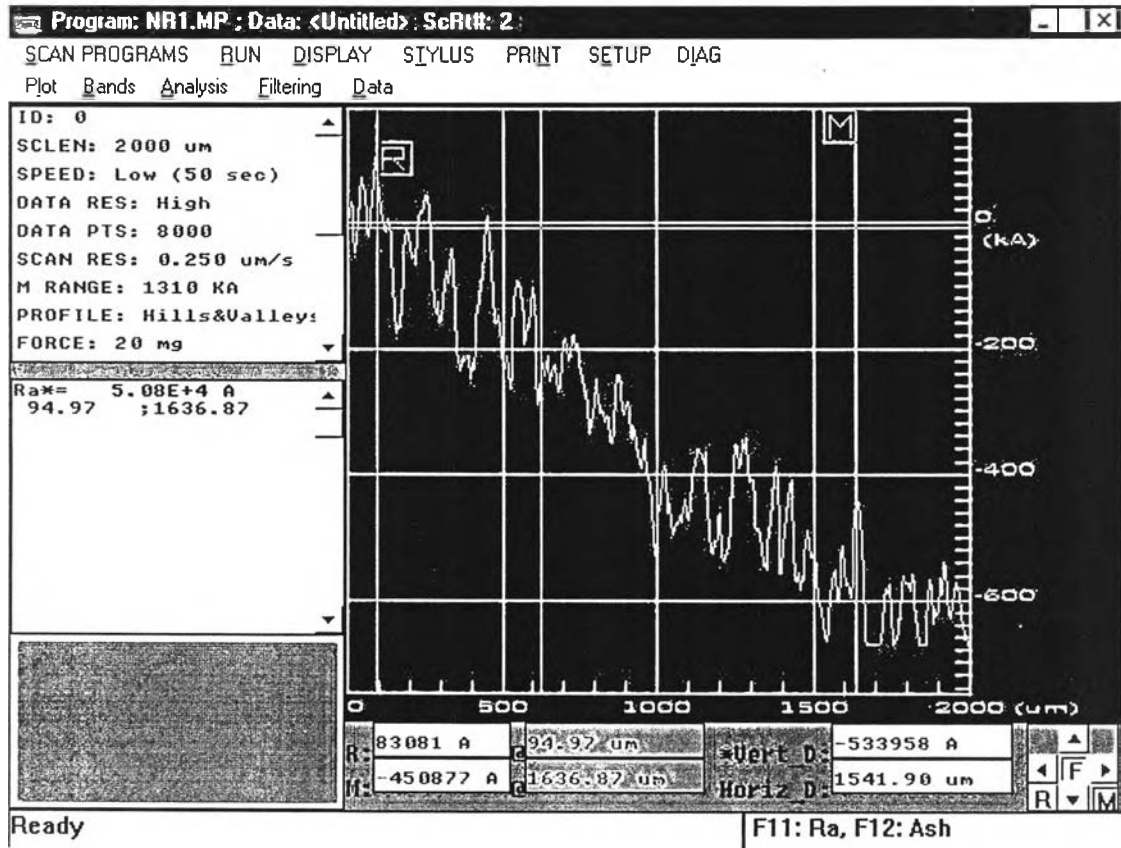 Program: NR1.MP ; Data: <Untitled> ; ScRt#: 2 ;
SCAN PROGRAMS RUN DISPLAY STYLUS PRINT SETUP DIAG
Plot Bands Analysis Filtering Data
ID: 0
SCLEN: 2000 um
SPEED: Low (50 sec)
DATA RES: High
DATA PTS: 8000
SCAN RES: 0.250 um/s
M RANGE: 1310 KA
PROFILE: Hills&Valleys
FORCE: 20 mg
Ra*= 5.08E+4 A
94.97 ;1636.87
R
M
0
(kA)
-200
-400
-600
0 500 1000 1500 2000 (um)
R: 83081 A @ 94.97 um *Vert_D: -533958 A
M: -450877 A @ 1636.87 um Horiz_D: 1541.90 um
F
R M
Ready F11: Ra, F12: Ash